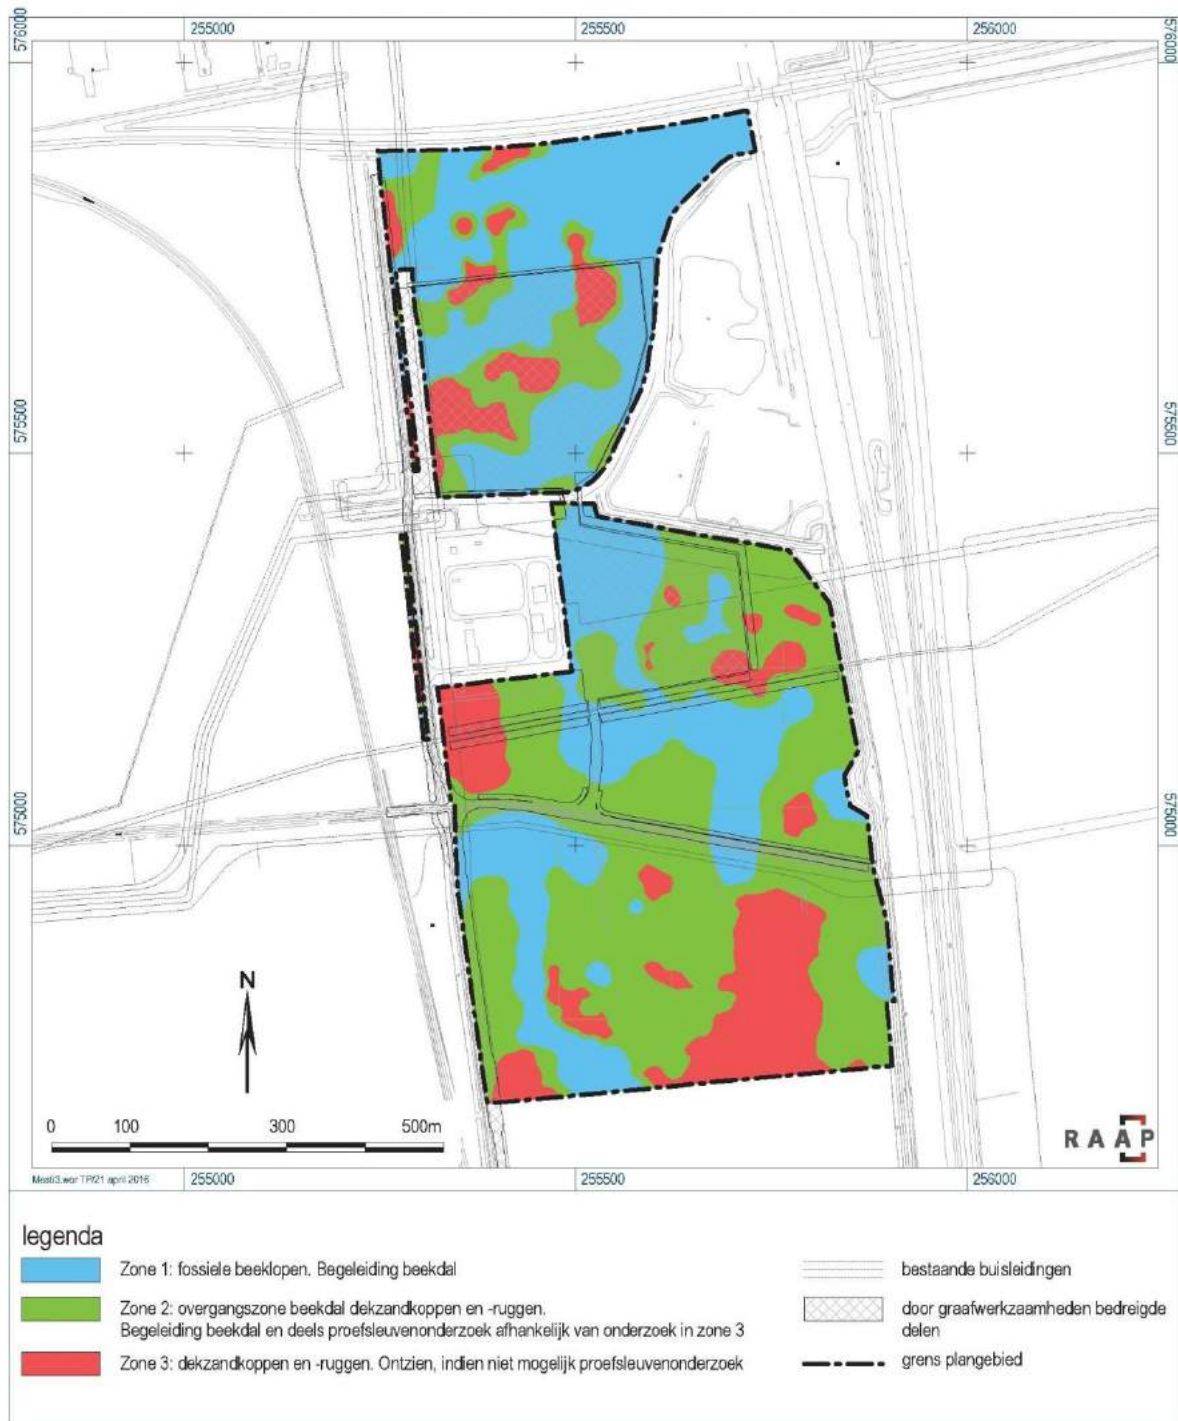 255000
255500
256000
576000
576000
575500
575500
575000
575000
N
0
100
300
500m
RAAP
Mesti3.wor TP/21 april 2016
255000
255500
256000
legenda
Zone 1: fossiele beeklopen. Begeleiding beekdal
Zone 2: overgangszone beekdal dekzandkoppen en -ruggen.
Begeleiding beekdal en deels proefsleuvenonderzoek afhankelijk van onderzoek in zone 3
Zone 3: dekzandkoppen en -ruggen. Ontzien, indien niet mogelijk proefsleuvenonderzoek
bestaande buisleidingen
door graafwerkzaamheden bedreigde
delen
grens plangebied